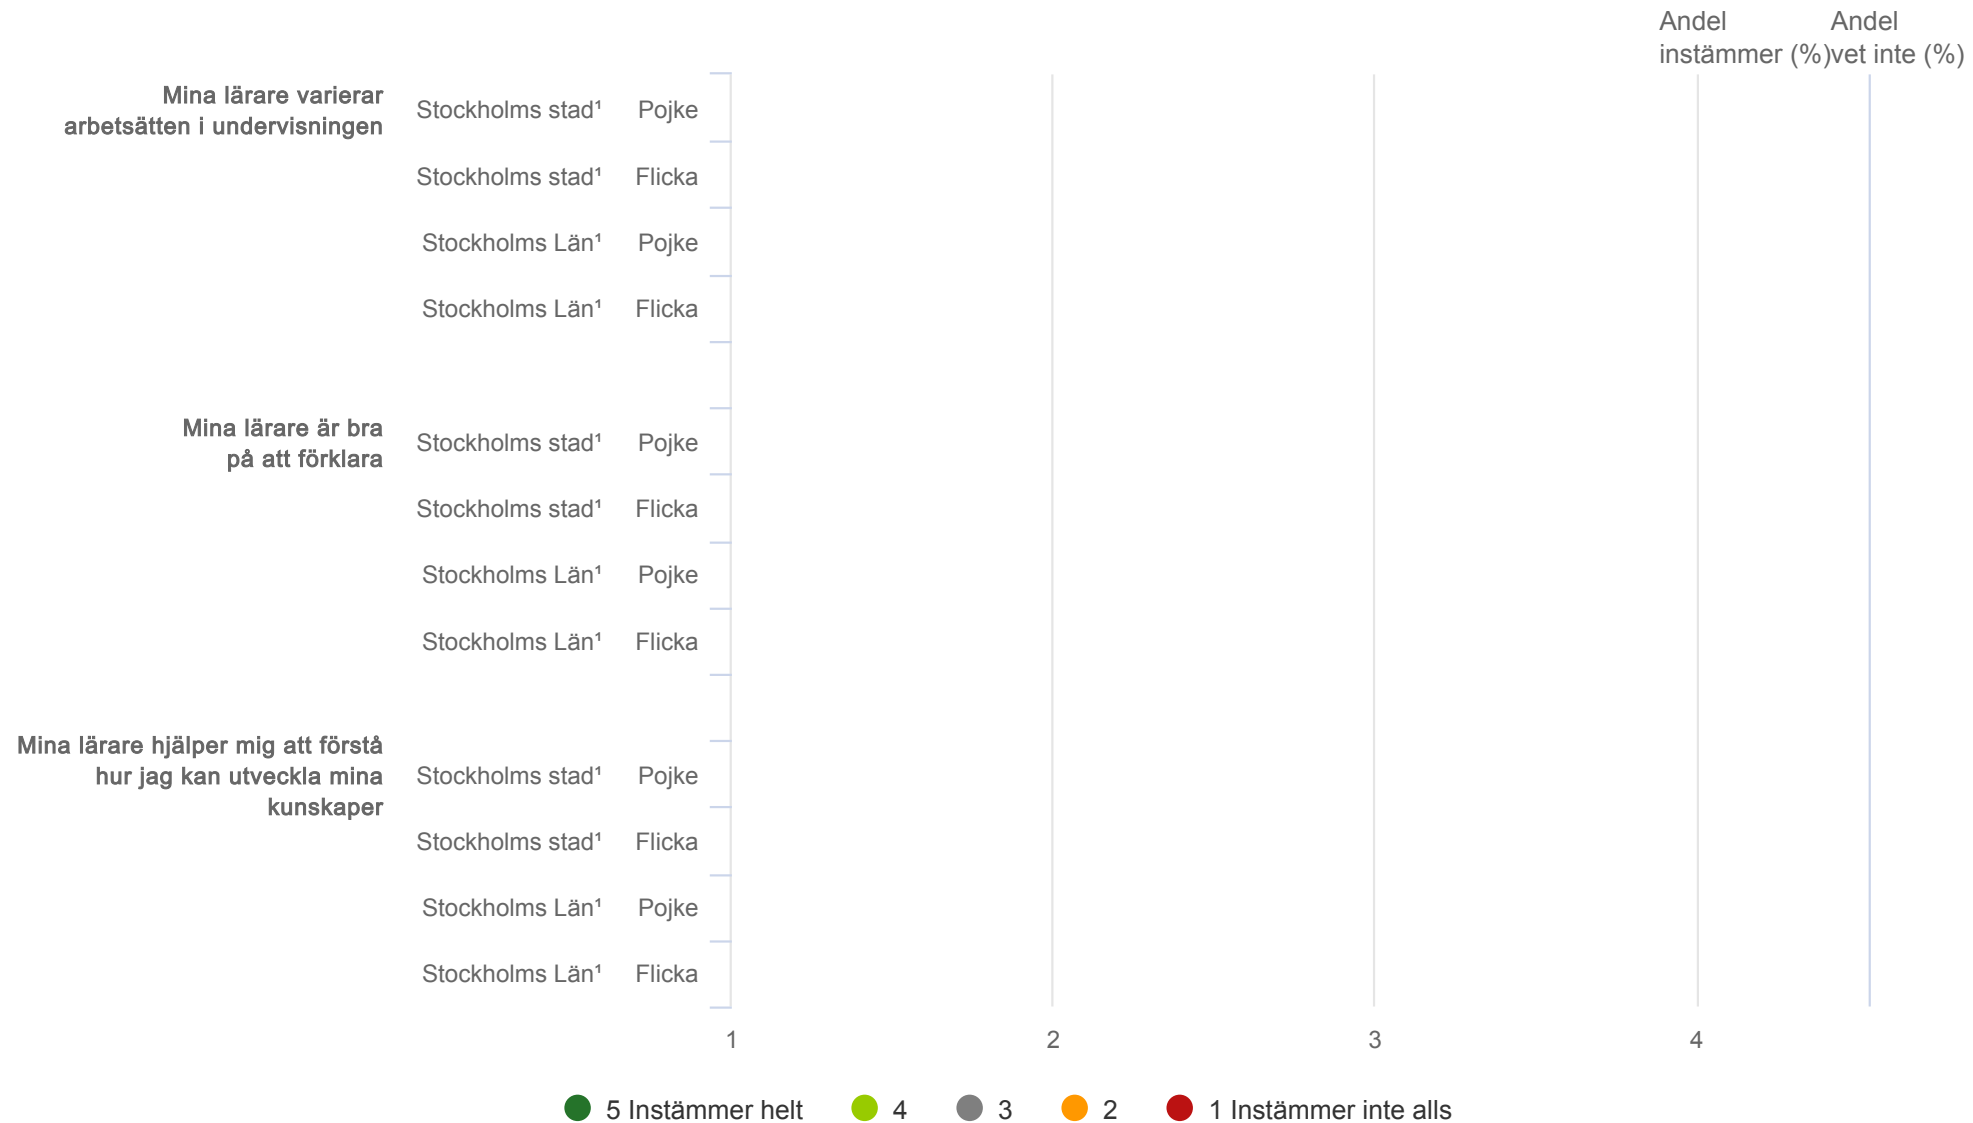 Andel
instämmer (%)
Andel
vet inte (%)
Mina lärare varierar
arbetsätten i undervisningen
Stockholms stad¹ Pojke
Stockholms stad¹ Flicka
Stockholms Län¹ Pojke
Stockholms Län¹ Flicka
Mina lärare är bra
på att förklara
Stockholms stad¹ Pojke
Stockholms stad¹ Flicka
Stockholms Län¹ Pojke
Stockholms Län¹ Flicka
Mina lärare hjälper mig att förstå
hur jag kan utveckla mina
kunskaper
Stockholms stad¹ Pojke
Stockholms stad¹ Flicka
Stockholms Län¹ Pojke
Stockholms Län¹ Flicka
1 2 3 4
5 Instämmer helt 4 3 2 1 Instämmer inte alls